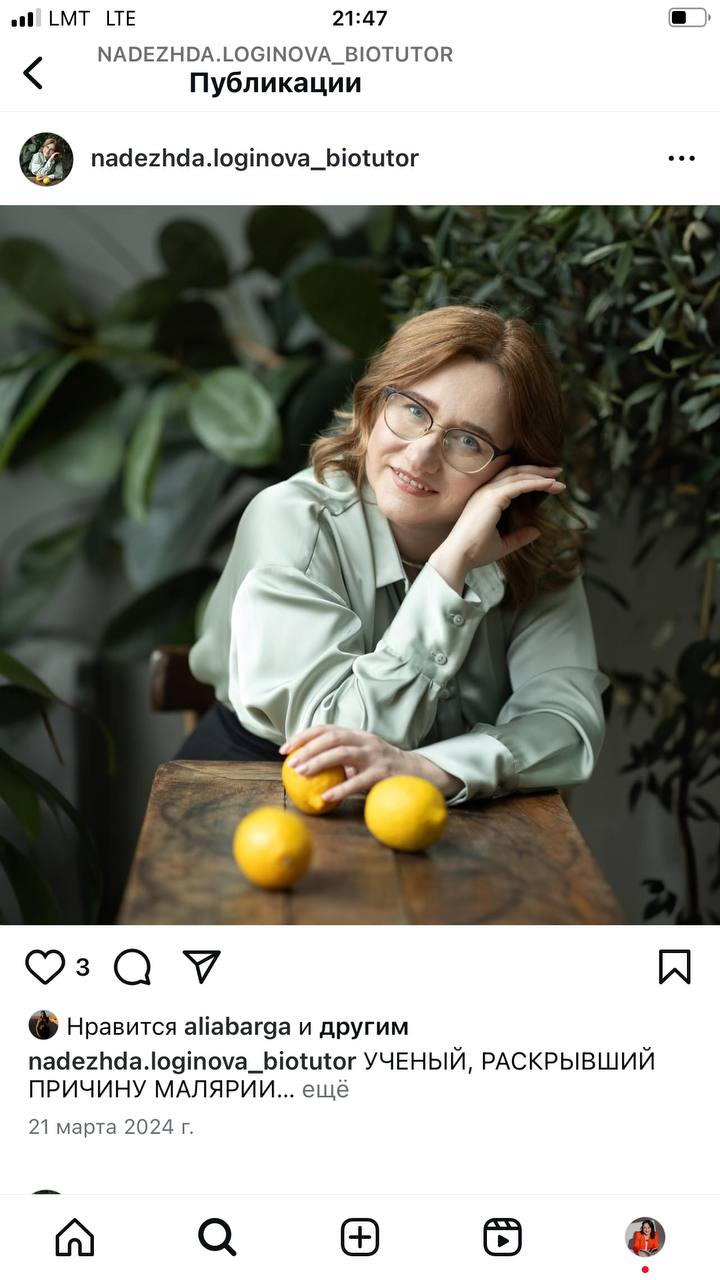 LMT LTE 21:47
NADEZHDA.LOGINOVA_BIOTUTOR
Публикации
nadezhda.loginova_biotutor
3
Нравится aliabarga и другим
nadezhda.loginova_biotutor УЧЕНЫЙ, РАСКРЫВШИЙ
ПРИЧИНУ МАЛЯРИИ... ещё
21 марта 2024 г.